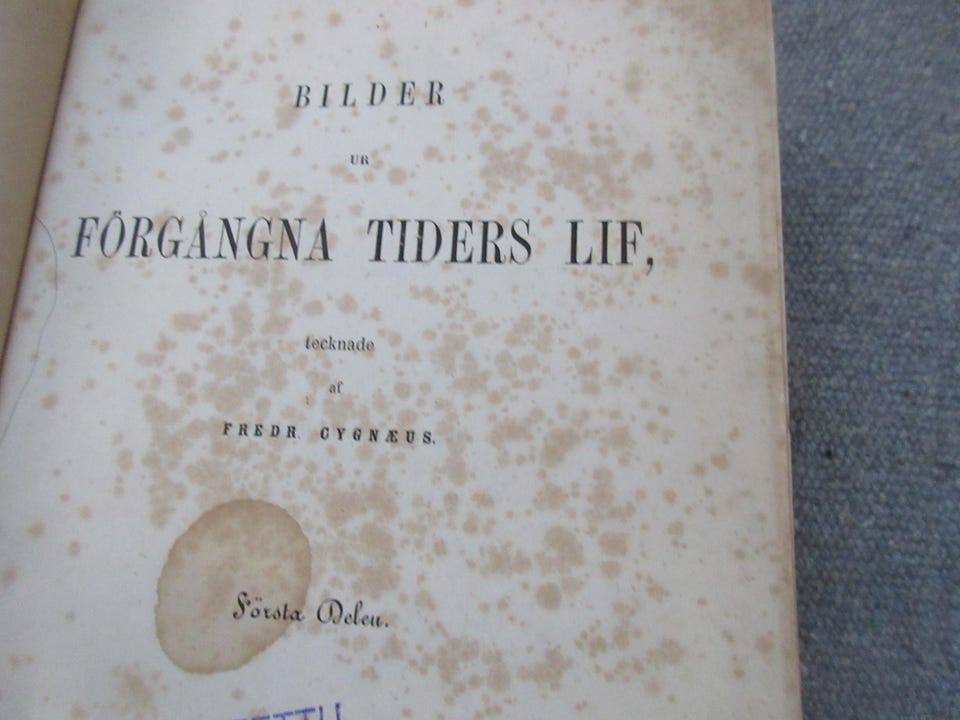 BILDER
UR
FÖRGÅNGNA TIDERS LIF,
tecknade
af
FREDR. CYGNÆUS.
Första Delen.